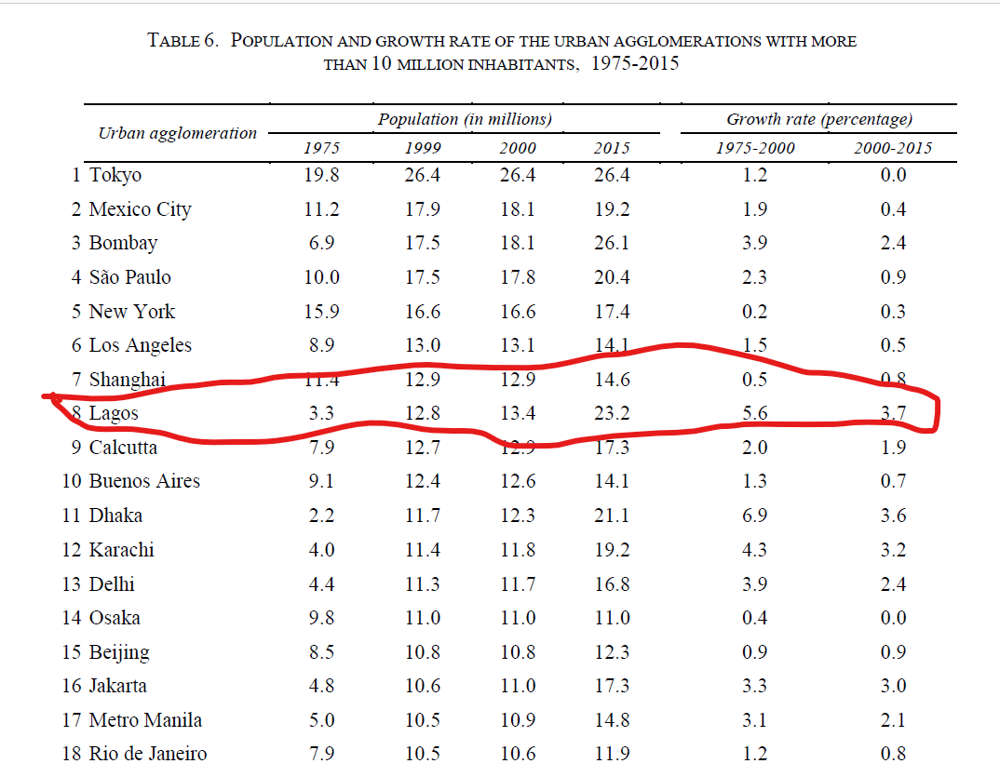 TABLE 6. POPULATION AND GROWTH RATE OF THE URBAN AGGLOMERATIONS WITH MORE
THAN 10 MILLION INHABITANTS, 1975-2015
Urban agglomeration Population (in millions) Growth rate (percentage)
1975 1999 2000 2015 1975-2000 2000-2015
1 Tokyo 19.8 26.4 26.4 26.4 1.2 0.0
2 Mexico City 11.2 17.9 18.1 19.2 1.9 0.4
3 Bombay 6.9 17.5 18.1 26.1 3.9 2.4
4 São Paulo 10.0 17.5 17.8 20.4 2.3 0.9
5 New York 15.9 16.6 16.6 17.4 0.2 0.3
6 Los Angeles 8.9 13.0 13.1 14.1 1.5 0.5
7 Shanghai 11.4 12.9 12.9 14.6 0.5 0.8
8 Lagos 3.3 12.8 13.4 23.2 5.6 3.7
9 Calcutta 7.9 12.7 12.9 17.3 2.0 1.9
10 Buenos Aires 9.1 12.4 12.6 14.1 1.3 0.7
11 Dhaka 2.2 11.7 12.3 21.1 6.9 3.6
12 Karachi 4.0 11.4 11.8 19.2 4.3 3.2
13 Delhi 4.4 11.3 11.7 16.8 3.9 2.4
14 Osaka 9.8 11.0 11.0 11.0 0.4 0.0
15 Beijing 8.5 10.8 10.8 12.3 0.9 0.9
16 Jakarta 4.8 10.6 11.0 17.3 3.3 3.0
17 Metro Manila 5.0 10.5 10.9 14.8 3.1 2.1
18 Rio de Janeiro 7.9 10.5 10.6 11.9 1.2 0.8